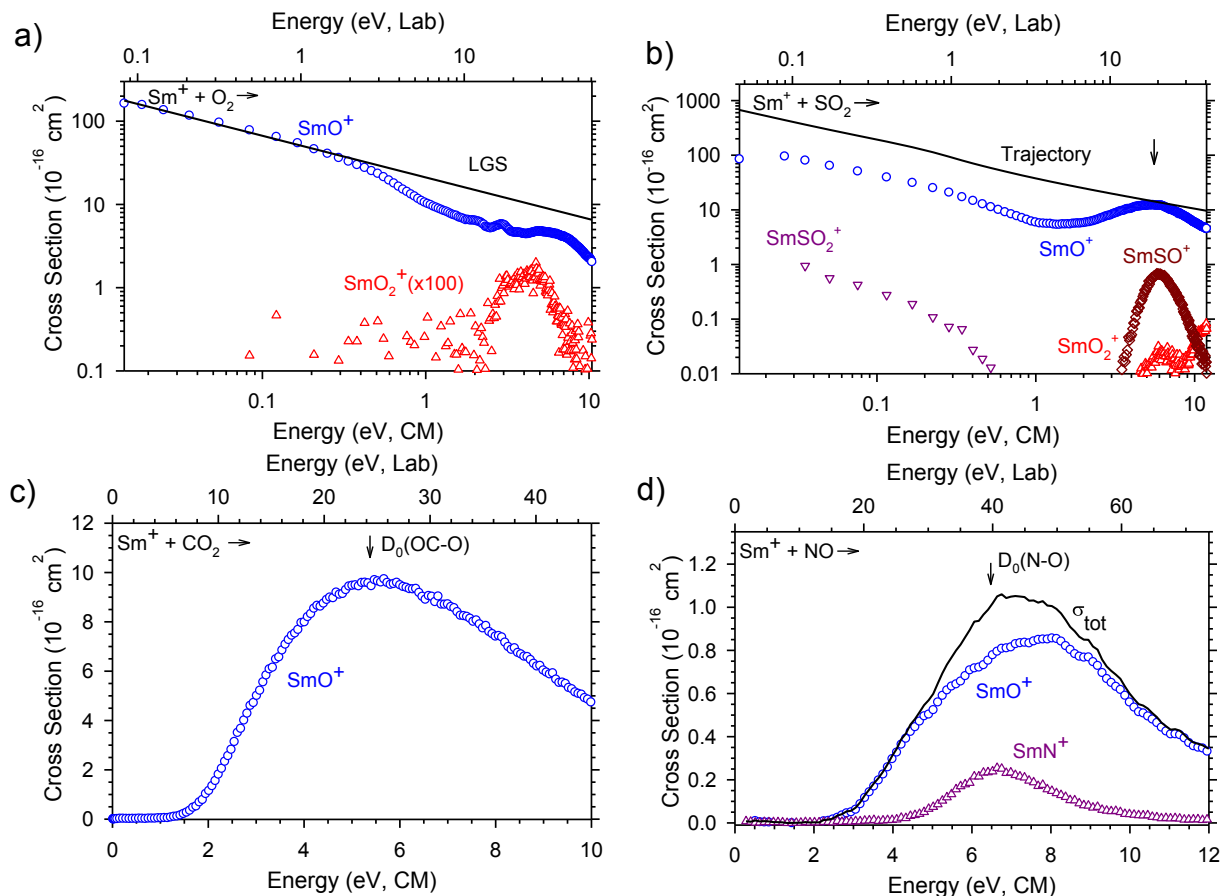 a)
Energy (eV, Lab)
0.1 1 10
Sm⁺ + O₂ →
SmO⁺
LGS
SmO₂⁺(x100)
100
10
1
0.1
Cross Section (10⁻¹⁶ cm²)
0.1 1 10
Energy (eV, CM)
b)
Energy (eV, Lab)
0.1 1 10
Sm⁺ + SO₂ →
Trajectory
↓
SmO⁺
SmSO₂⁺
SmSO⁺
SmO₂⁺
1000
100
10
1
0.1
0.01
Cross Section (10⁻¹⁶ cm²)
0.1 1 10
Energy (eV, CM)
c)
Energy (eV, Lab)
0 10 20 30 40
Sm⁺ + CO₂ →
↓ D₀(OC-O)
SmO⁺
12
10
8
6
4
2
0
Cross Section (10⁻¹⁶ cm²)
0 2 4 6 8 10
Energy (eV, CM)
d)
Energy (eV, Lab)
0 20 40 60
Sm⁺ + NO →
↓ D₀(N-O)
σtot
SmO⁺
SmN⁺
1.2
1.0
0.8
0.6
0.4
0.2
0.0
Cross Section (10⁻¹⁶ cm²)
0 2 4 6 8 10 12
Energy (eV, CM)